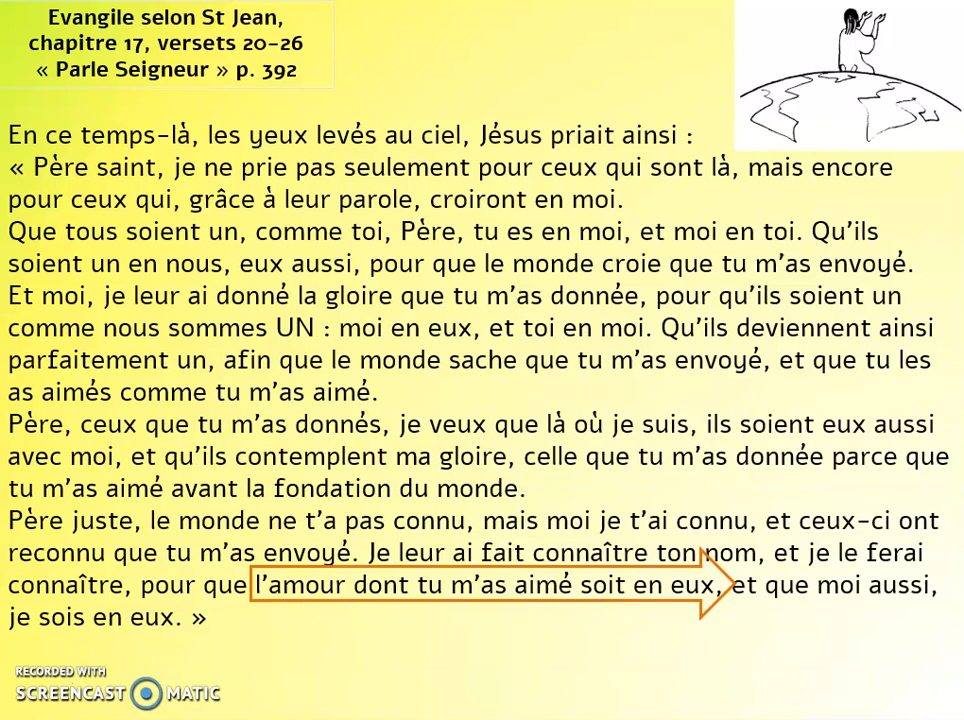 Evangile selon St Jean,
chapitre 17, versets 20-26
« Parle Seigneur » p. 392
En ce temps-là, les yeux levés au ciel, Jésus priait ainsi :
« Père saint, je ne prie pas seulement pour ceux qui sont là, mais encore
pour ceux qui, grâce à leur parole, croiront en moi.
Que tous soient un, comme toi, Père, tu es en moi, et moi en toi. Qu’ils
soient un en nous, eux aussi, pour que le monde croie que tu m’as envoyé.
Et moi, je leur ai donné la gloire que tu m’as donnée, pour qu’ils soient un
comme nous sommes UN : moi en eux, et toi en moi. Qu’ils deviennent ainsi
parfaitement un, afin que le monde sache que tu m’as envoyé, et que tu les
as aimés comme tu m’as aimé.
Père, ceux que tu m’as donnés, je veux que là où je suis, ils soient eux aussi
avec moi, et qu’ils contemplent ma gloire, celle que tu m’as donnée parce que
tu m’as aimé avant la fondation du monde.
Père juste, le monde ne t’a pas connu, mais moi je t’ai connu, et ceux-ci ont
reconnu que tu m’as envoyé. Je leur ai fait connaître ton nom, et je le ferai
connaître, pour que l’amour dont tu m’as aimé soit en eux, et que moi aussi,
je sois en eux. »
RECORDED WITH
SCREENCAST MATIC